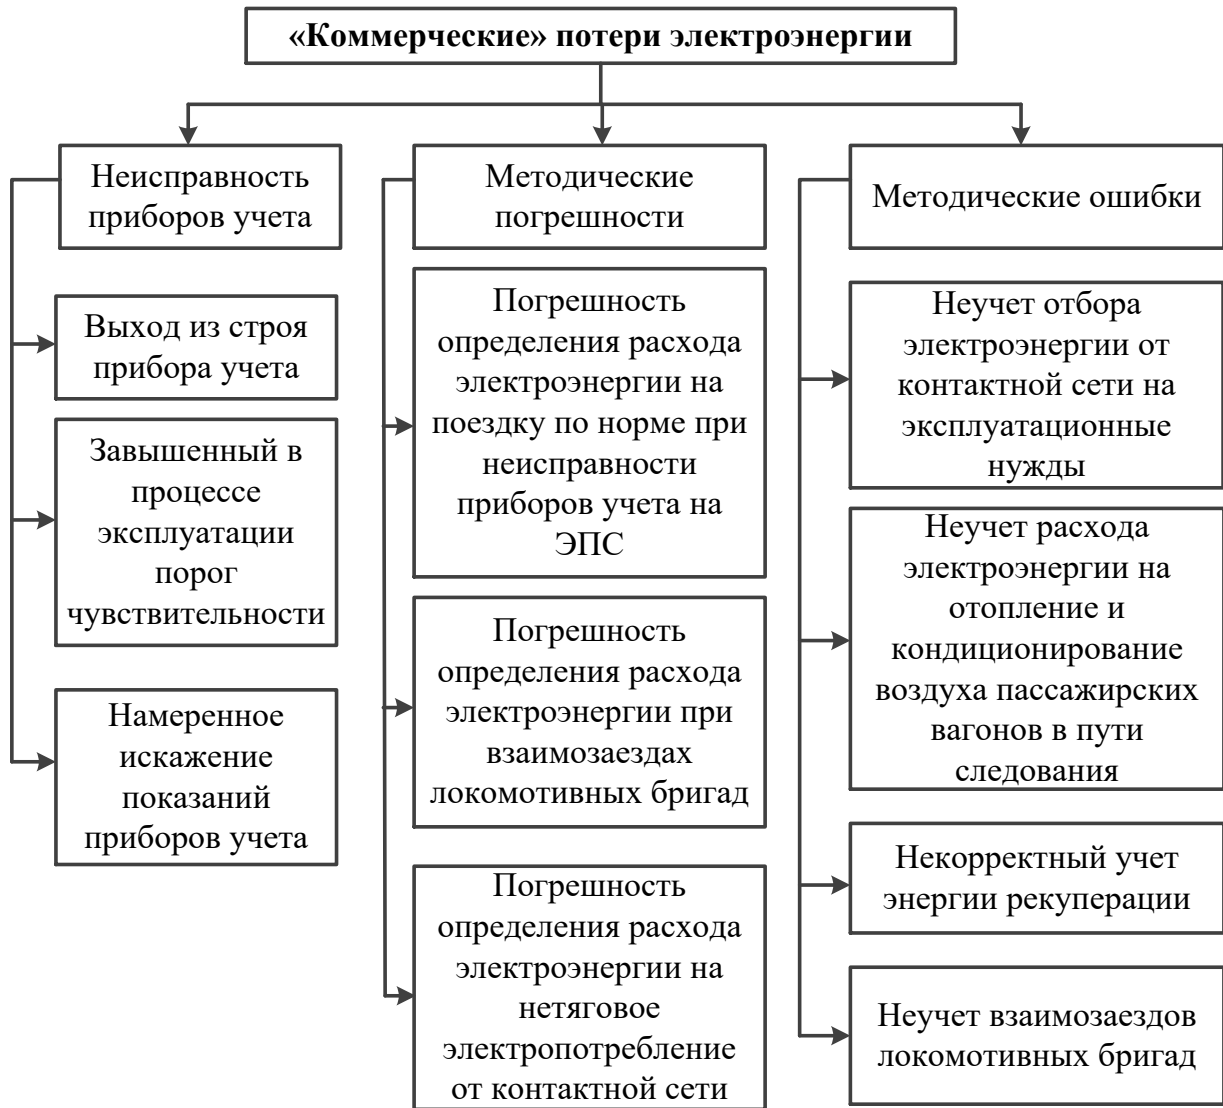 «Коммерческие» потери электроэнергии
Неисправность
приборов учета
Выход из строя
прибора учета
Завышенный в
процессе
эксплуатации
порог
чувствительности
Намеренное
искажение
показаний
приборов учета
Методические
погрешности
Погрешность
определения расхода
электроэнергии на
поездку по норме при
неисправности
приборов учета на
ЭПС
Погрешность
определения расхода
электроэнергии при
взаимозаездах
локомотивных бригад
Погрешность
определения расхода
электроэнергии на
нетяговое
электропотребление
от контактной сети
Методические ошибки
Неучет отбора
электроэнергии от
контактной сети на
эксплуатационные
нужды
Неучет расхода
электроэнергии на
отопление и
кондиционирование
воздуха пассажирских
вагонов в пути
следования
Некорректный учет
энергии рекуперации
Неучет взаимозаездов
локомотивных бригад